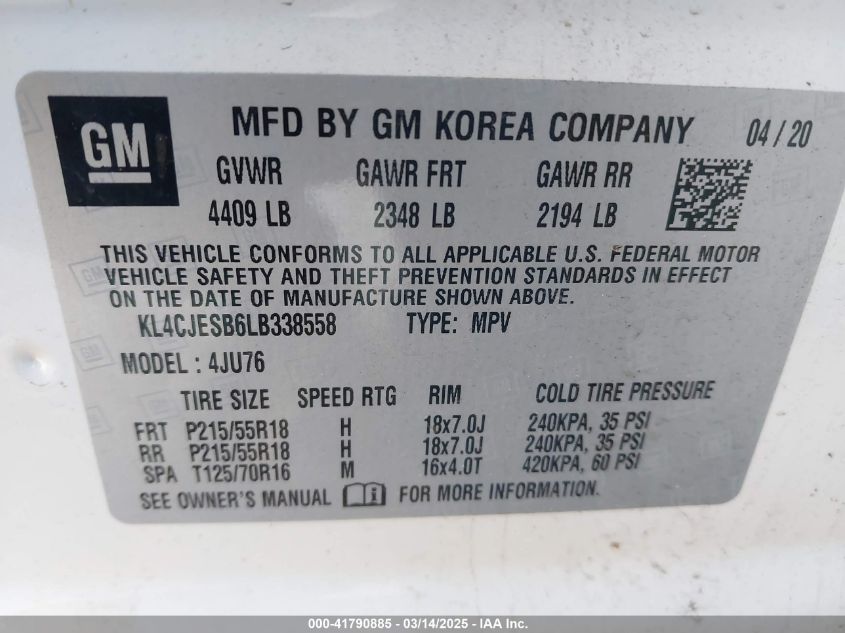 GM
MFD BY GM KOREA COMPANY 04/20
GVWR GAWR FRT GAWR RR
4409 LB 2348 LB 2194 LB
THIS VEHICLE CONFORMS TO ALL APPLICABLE U.S. FEDERAL MOTOR
VEHICLE SAFETY AND THEFT PREVENTION STANDARDS IN EFFECT
ON THE DATE OF MANUFACTURE SHOWN ABOVE.
KL4CJESB6LB338558 TYPE: MPV
MODEL: 4JU76
TIRE SIZE SPEED RTG RIM COLD TIRE PRESSURE
FRT P215/55R18 H 18x7.0J 240KPA, 35 PSI
RR P215/55R18 H 18x7.0J 240KPA, 35 PSI
SPA T125/70R16 M 16x4.0T 420KPA, 60 PSI
SEE OWNER'S MANUAL FOR MORE INFORMATION.
000-41790885 - 03/14/2025 - IAA Inc.